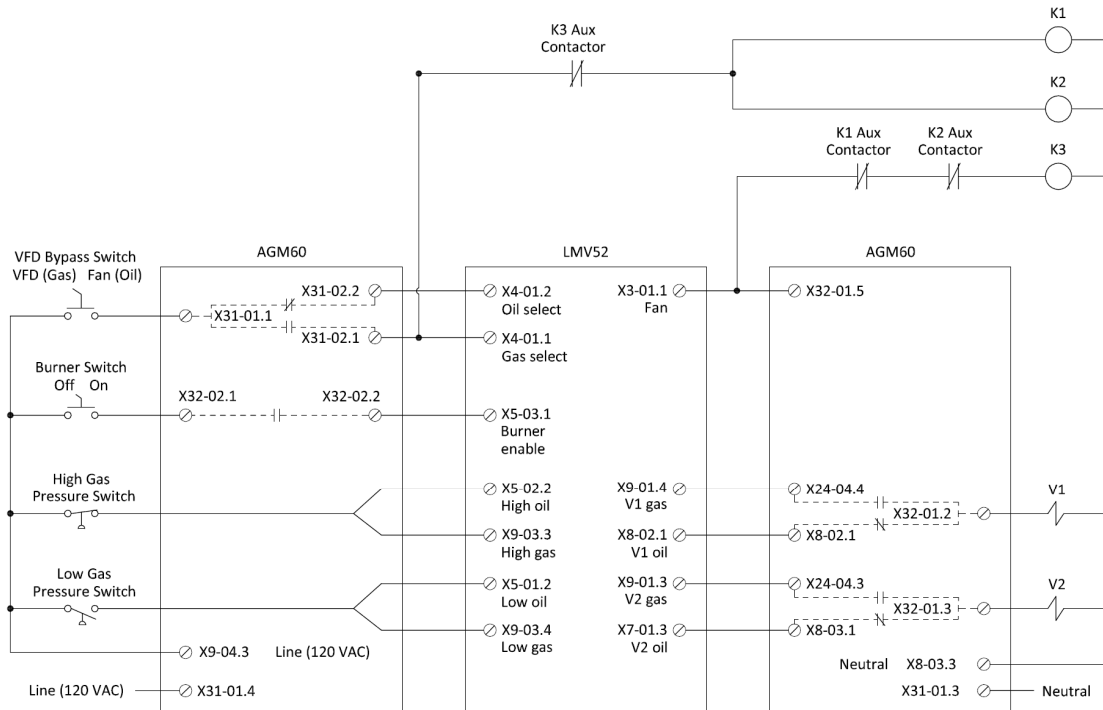 K1
K3 Aux
Contactor
K2
K1 Aux
Contactor
K2 Aux
Contactor
K3
VFD Bypass Switch
VFD (Gas) Fan (Oil)
AGM60
LMV52
AGM60
X31-02.2
X31-01.1
X31-02.1
X4-01.2
Oil select
X4-01.1
Gas select
X3-01.1
Fan
X32-01.5
Burner Switch
Off On
X32-02.1
X32-02.2
X5-03.1
Burner
enable
High Gas
Pressure Switch
X5-02.2
High oil
X9-03.3
High gas
X9-01.4
V1 gas
X8-02.1
V1 oil
X24-04.4
X32-01.2
X8-02.1
V1
Low Gas
Pressure Switch
X5-01.2
Low oil
X9-03.4
Low gas
X9-01.3
V2 gas
X7-01.3
V2 oil
X24-04.3
X32-01.3
X8-03.1
V2
X9-04.3 Line (120 VAC)
Neutral X8-03.3
Line (120 VAC) X31-01.4
X31-01.3 Neutral